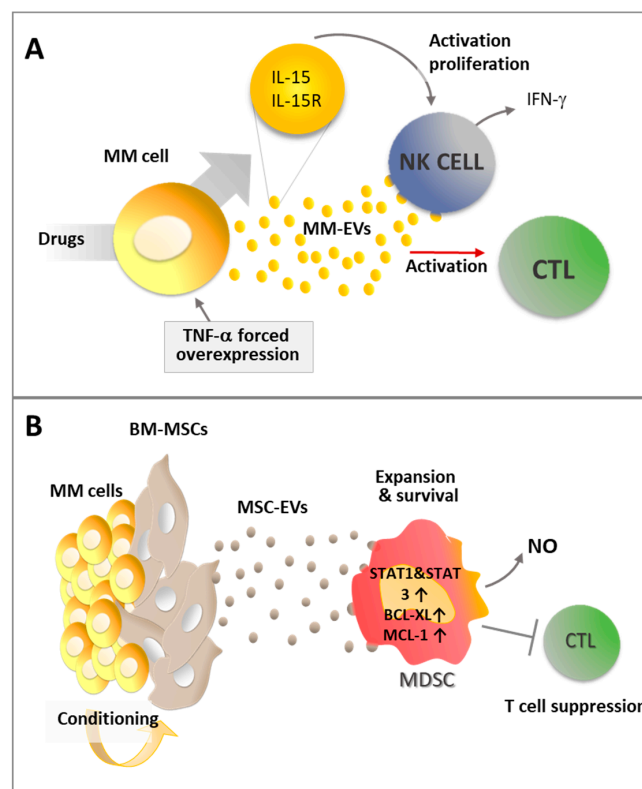 A
Activation
proliferation
IL-15
IL-15R
IFN-γ
MM cell
NK CELL
Drugs
MM-EVs
Activation
CTL
TNF-α forced
overexpression
B
BM-MSCs
MM cells
MSC-EVs
Expansion
& survival
NO
STAT1&STAT
3 ↑
BCL-XL↑
MCL-1 ↑
CTL
MDSC
T cell suppression
Conditioning